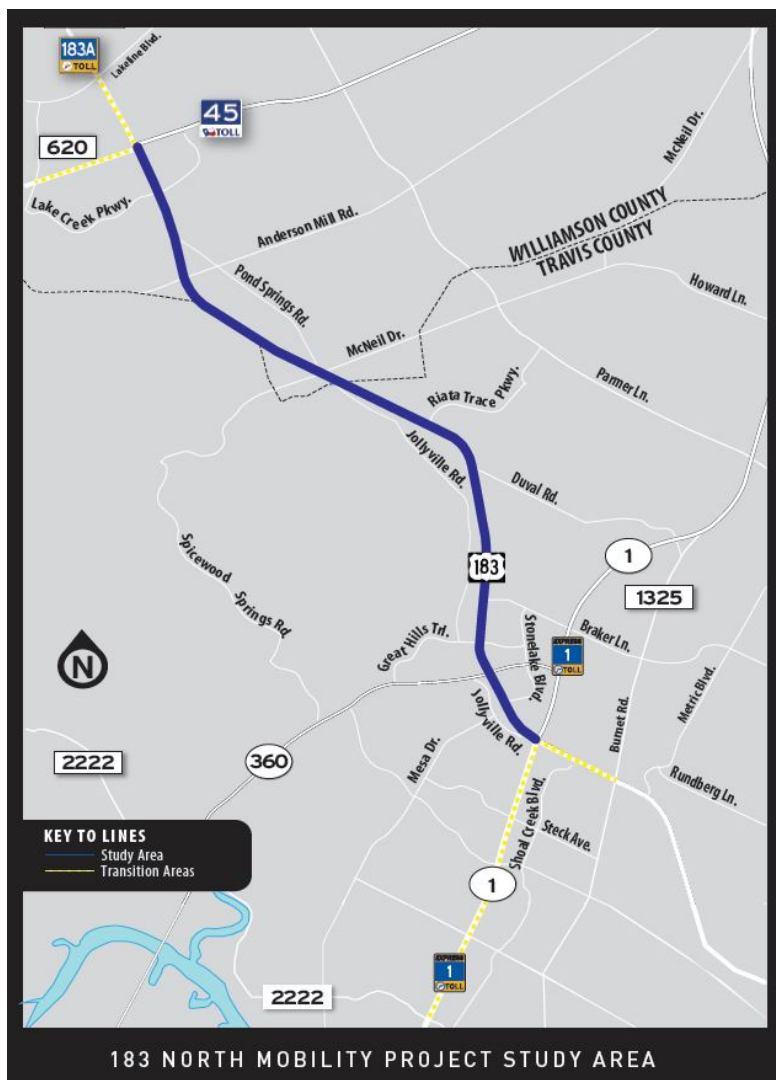 183A
TOLL
Lakeline Blvd.
45
TOLL
620
McNeil Dr.
Lake Creek Pkwy.
Anderson Mill Rd.
WILLIAMSON COUNTY
TRAVIS COUNTY
Pond Springs Rd.
Howard Ln.
McNeil Dr.
Parmer Ln.
Riata Trace Pkwy.
Jollyville Rd.
Duval Rd.
Spicewood
Springs Rd
183
1
1325
N
Great Hills Trl.
Stonelake Blvd.
Braker Ln.
EXPRESS
1
TOLL
Metric Blvd.
Jollyville Rd.
Burnet Rd.
Mesa Dr.
2222
360
Rundberg Ln.
Shoal Creek Blvd.
Steck Ave.
KEY TO LINES
Study Area
Transition Areas
1
EXPRESS
1
TOLL
2222
183 NORTH MOBILITY PROJECT STUDY AREA